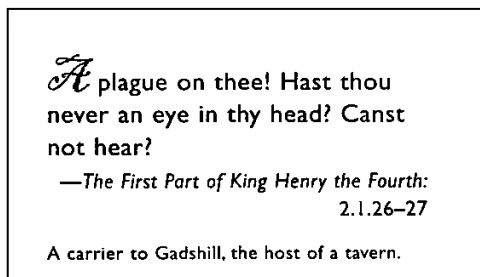 A plague on thee! Hast thou
never an eye in thy head? Canst
not hear?
—The First Part of King Henry the Fourth:
2.1.26–27
A carrier to Gadshill, the host of a tavern.